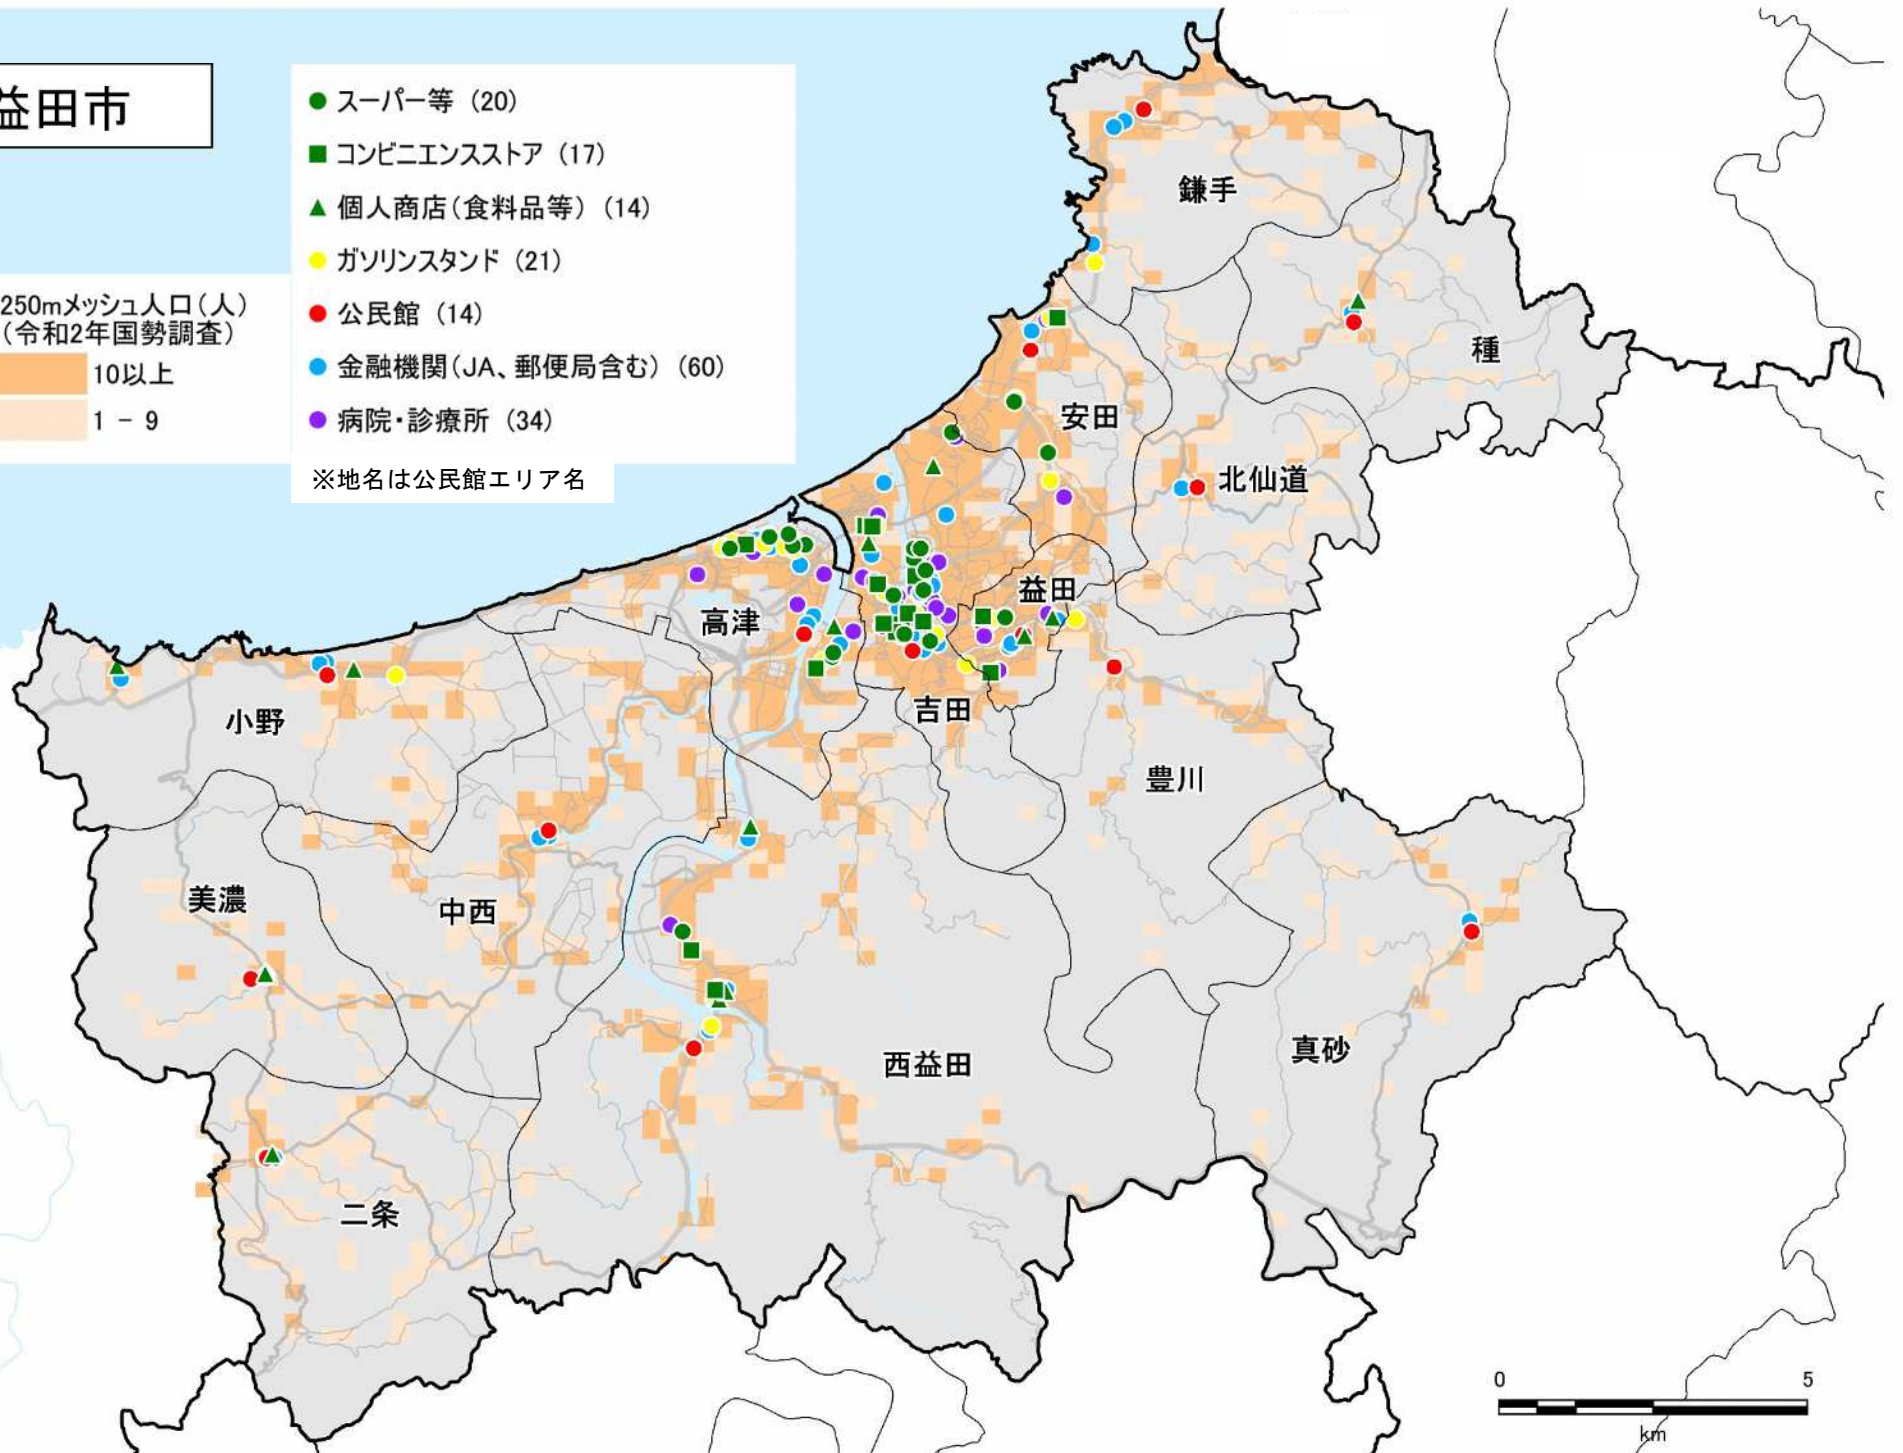 益田市
スーパー等（20）
コンビニエンスストア（17）
個人商店（食料品等）（14）
ガソリンスタンド（21）
公民館（14）
金融機関（JA、郵便局含む）（60）
病院・診療所（34）
※地名は公民館エリア名
250mメッシュ人口（人）
（令和2年国勢調査）
10以上
1 － 9
鎌手
種
安田
北仙道
益田
高津
吉田
小野
豊川
美濃
中西
真砂
西益田
二条
0 5
km